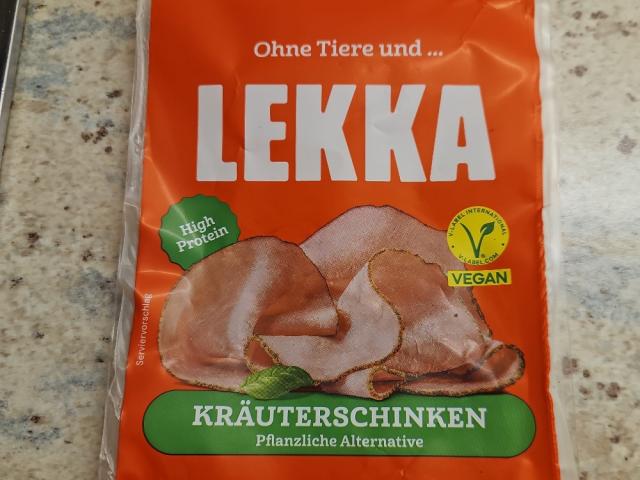 Ohne Tiere und ...
LEKKA
High
Protein
V-LABEL INTERNATIONAL
V-LABEL.COM
VEGAN
Serviervorschlag
KRÄUTERSCHINKEN
Pflanzliche Alternative